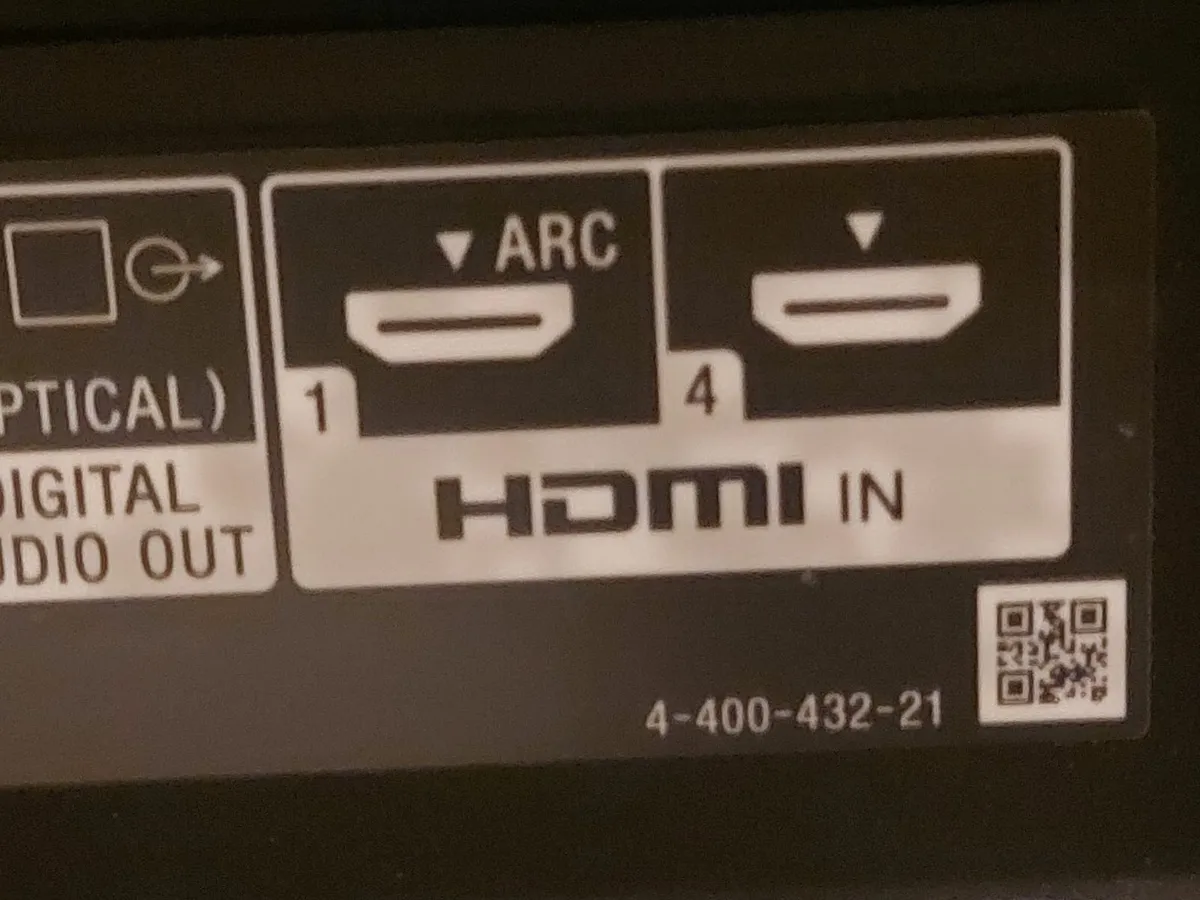 ARC
PTICAL)
1
4
DIGITAL
UDIO OUT
HDMI IN
4-400-432-21